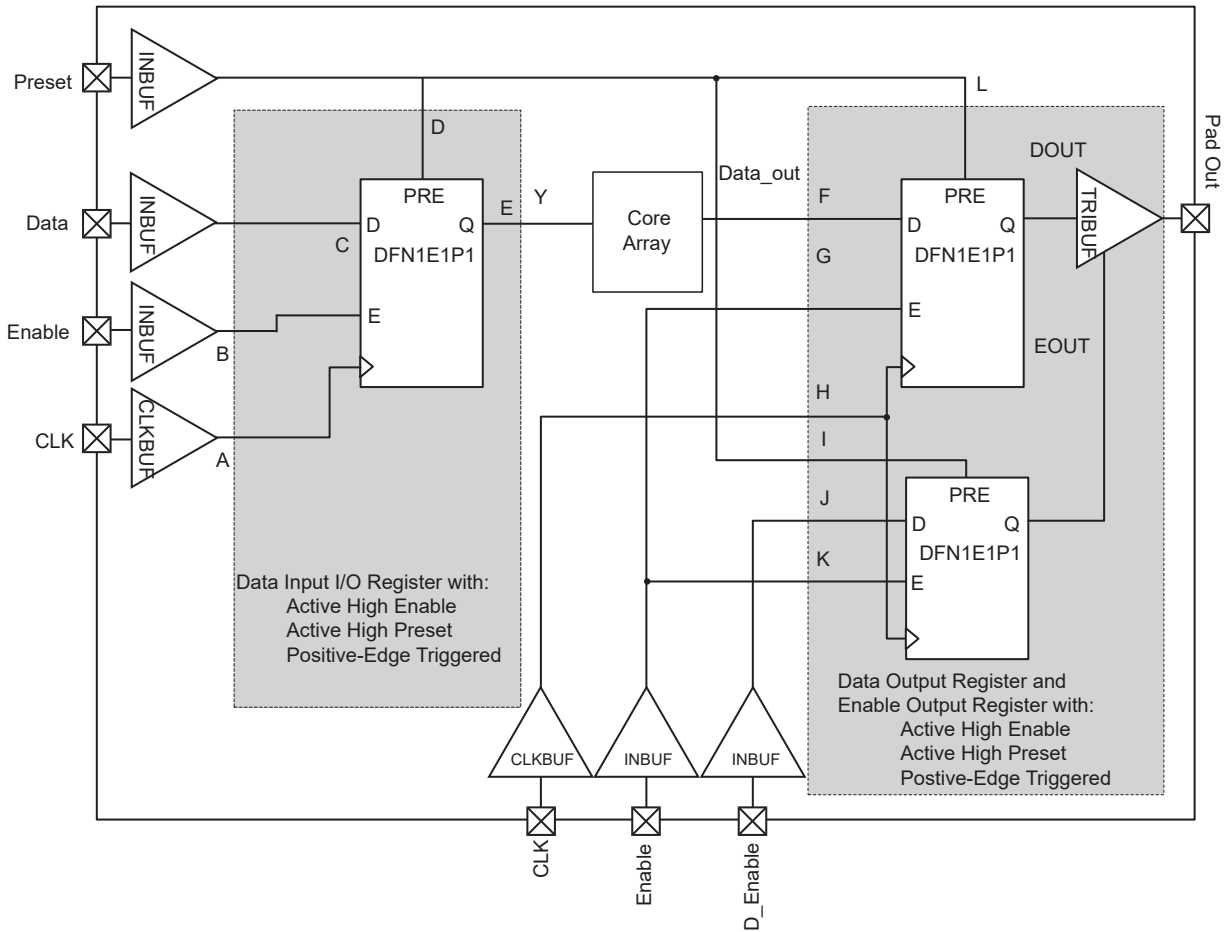 Preset
INBUF
L
D
Pad Out
DOUT
Data
INBUF
PRE
D
Q
C
DFN1E1P1
E
Y
Core
Array
Data_out
F
G
PRE
D
Q
DFN1E1P1
E
TRIBUF
EOUT
Enable
INBUF
B
E
CLK
CLKBUF
A
H
I
J
K
PRE
D
Q
DFN1E1P1
E
Data Input I/O Register with:
Active High Enable
Active High Preset
Positive-Edge Triggered
Data Output Register and
Enable Output Register with:
Active High Enable
Active High Preset
Postive-Edge Triggered
CLKBUF
INBUF
INBUF
CLK
Enable
D_Enable